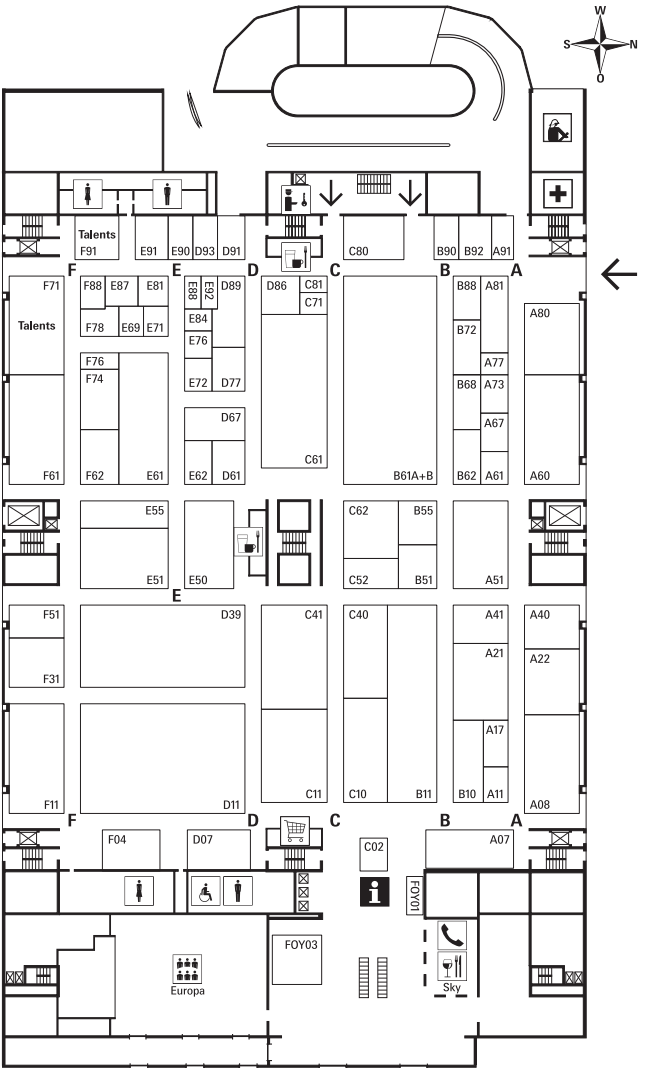 W
S N
O
Talents
F91 E91 E90 D93 D91 C80 B90 B92 A91
F E D C B A
F71 F88 E87 E81 E88 E92 D89 D86 C81 B88 A81
C71
A80
Talents
F78 E69 E71 E84 B72
E76
F76 A77
F74 E72 D77 B68 A73
D67 A67
C61
F61 F62 E61 E62 D61 B61A+B B62 A61 A60
E55 C62 B55
E51 E50 C52 B51 A51
E
F51 D39 C41 C40 A41 A40
A21 A22
F31
A17
F11 D11 C11 C10 B11 B10 A11 A08
F D C B A
F04 D07 C02 A07
i FOY01
FOY03
Europa Sky